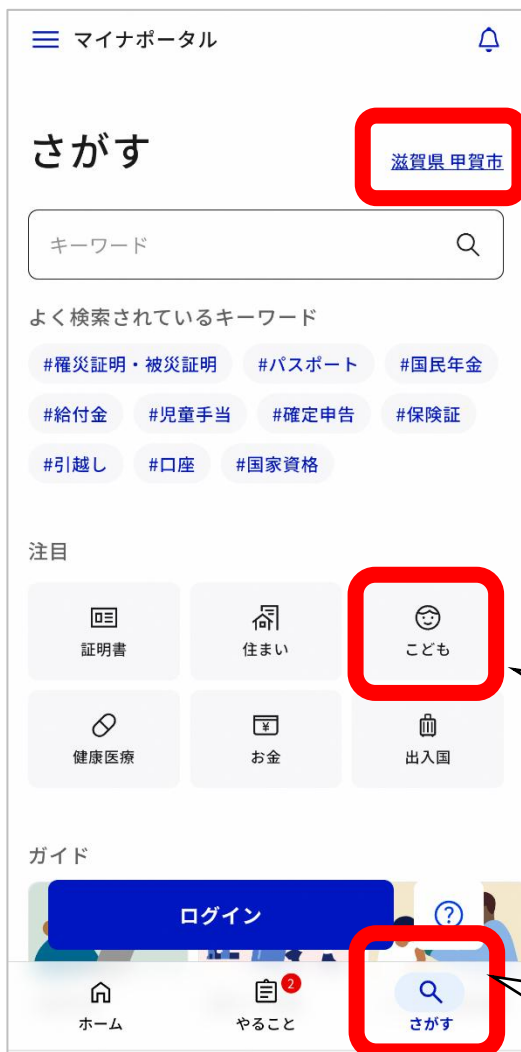 マイナポータル
さがす
滋賀県 甲賀市
キーワード
よく検索されているキーワード
#罹災証明・被災証明 #パスポート #国民年金
#給付金 #児童手当 #確定申告 #保険証
#引越し #口座 #国家資格
注目
証明書 住まい こども
健康医療 お金 出入国
ガイド
ログイン
2
ホーム やること さがす